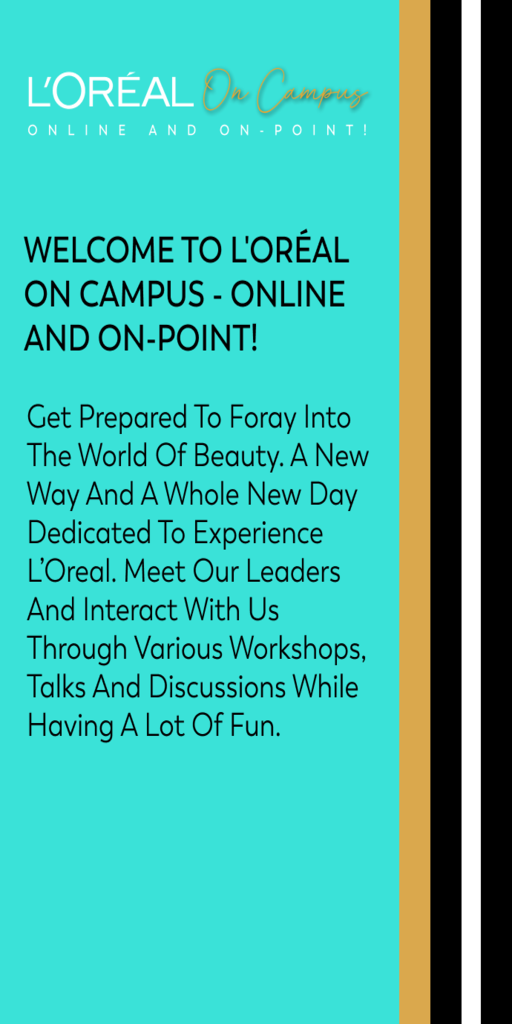 L'ORÉAL On Campus
ONLINE AND ON-POINT!
WELCOME TO L'ORÉAL
ON CAMPUS - ONLINE
AND ON-POINT!
Get Prepared To Foray Into
The World Of Beauty. A New
Way And A Whole New Day
Dedicated To Experience
L’Oreal. Meet Our Leaders
And Interact With Us
Through Various Workshops,
Talks And Discussions While
Having A Lot Of Fun.